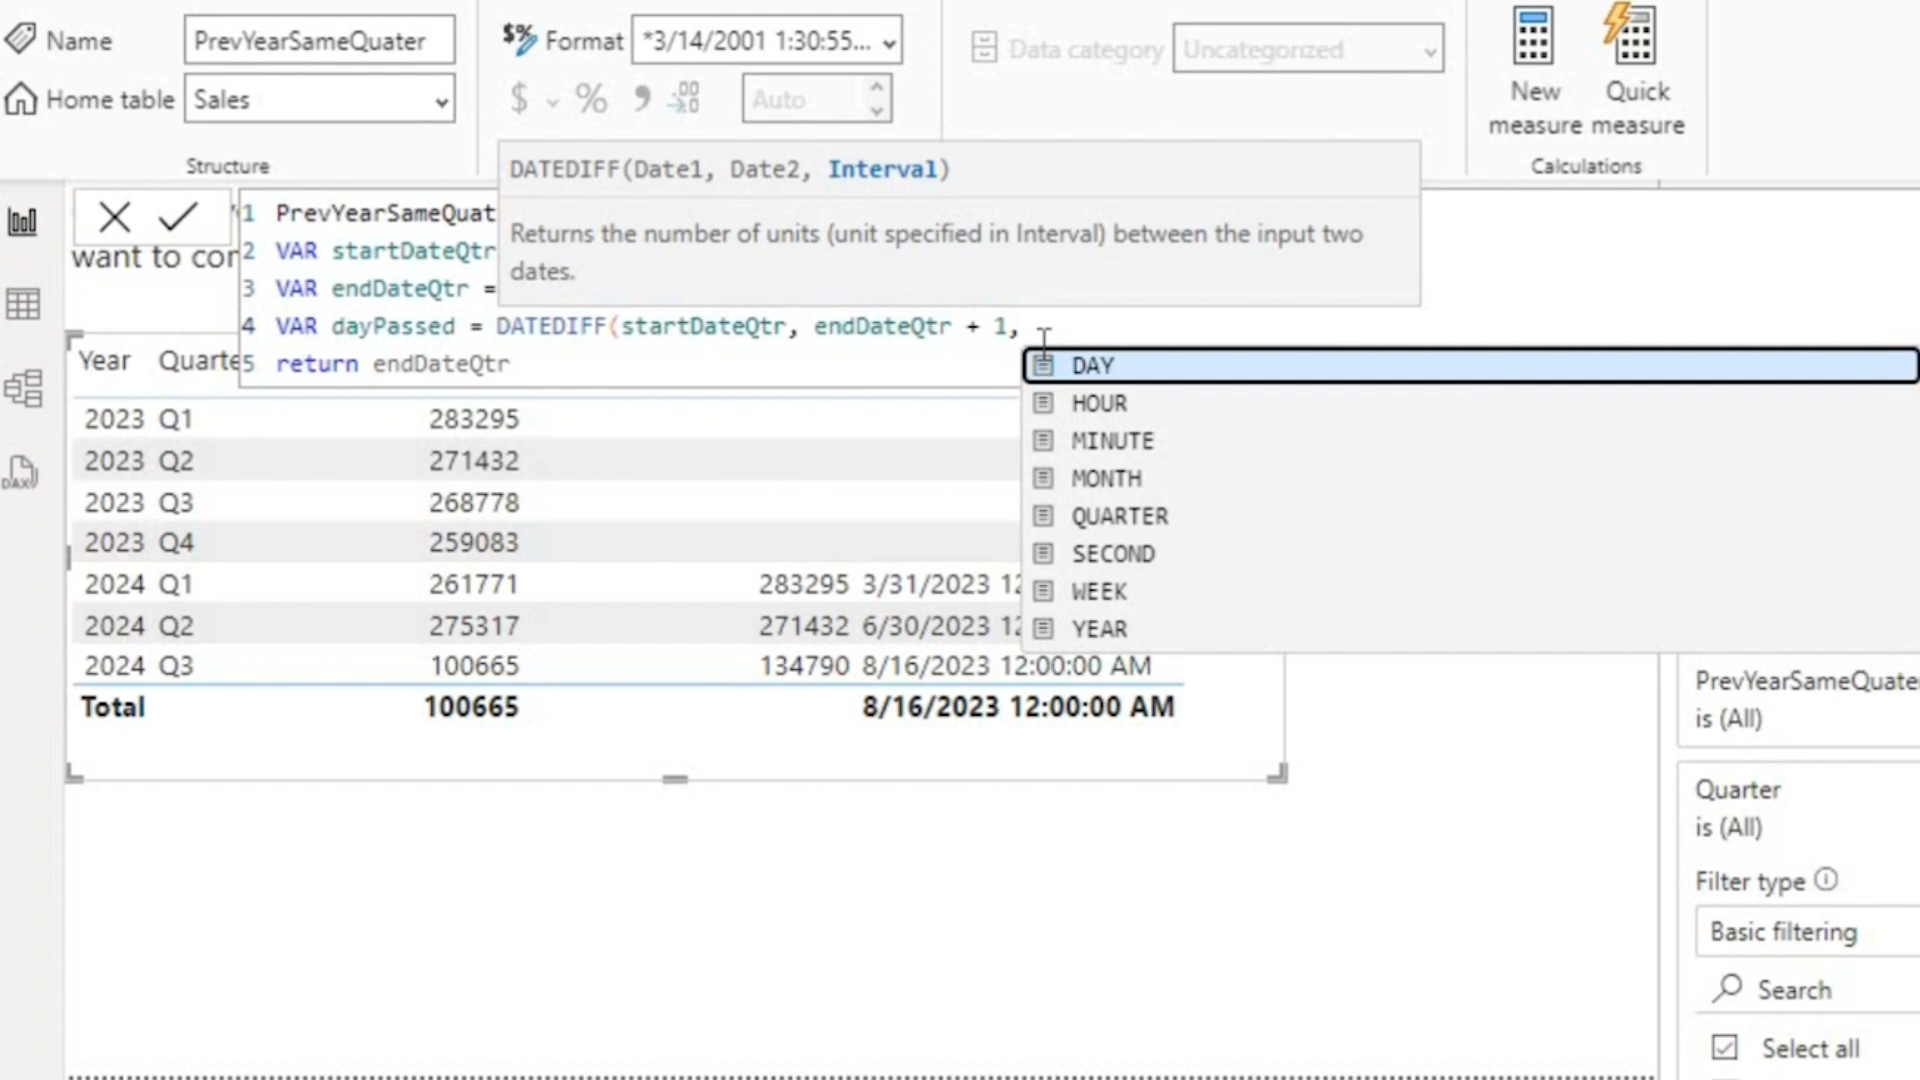 Name
PrevYearSameQuater
Format
*3/14/2001 1:30:55...
Data category
Uncategorized
Home table
Sales
$
%
Auto
New measure
Quick measure
Structure
Calculations
DATEDIFF(Date1, Date2, Interval)
Returns the number of units (unit specified in Interval) between the input two
dates.
want to cor
1 PrevYearSameQuat
2 VAR startDateQtr
3 VAR endDateQtr =
4 VAR dayPassed = DATEDIFF(startDateQtr, endDateQtr + 1,
5 return endDateQtr
DAY
HOUR
MINUTE
MONTH
QUARTER
SECOND
WEEK
YEAR
DAX
Year Quarte
2023 Q1 283295
2023 Q2 271432
2023 Q3 268778
2023 Q4 259083
2024 Q1 261771 283295 3/31/2023 12
2024 Q2 275317 271432 6/30/2023 12
2024 Q3 100665 134790 8/16/2023 12:00:00 AM
Total 100665 8/16/2023 12:00:00 AM
PrevYearSameQuate
is (All)
Quarter
is (All)
Filter type
Basic filtering
Search
Select all